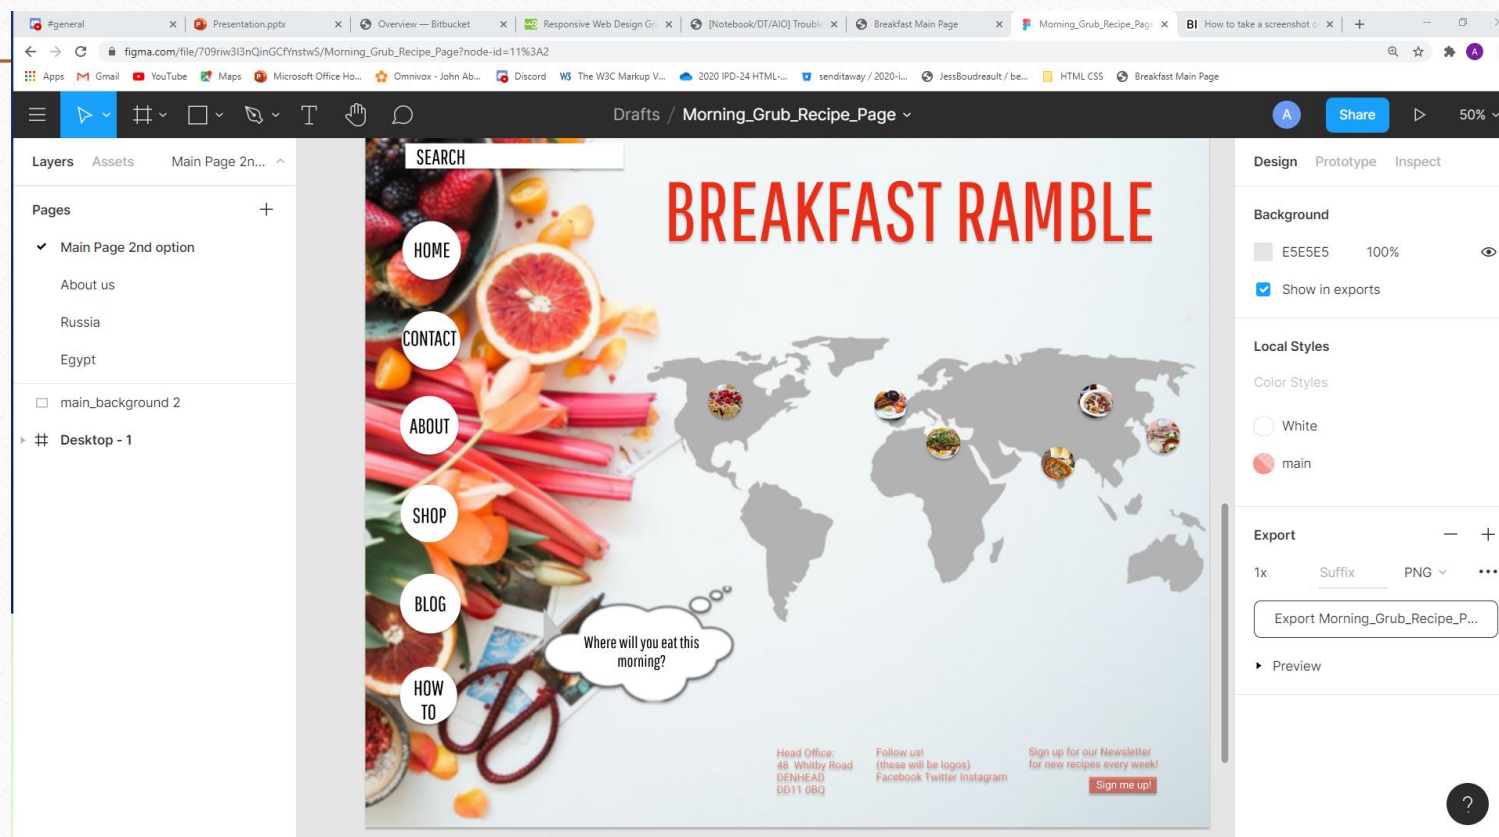 #general
Presentation.pptx
Overview — Bitbucket
Responsive Web Design Gr
[Notebook/DT/AIO] Trouble
Breakfast Main Page
Morning_Grub_Recipe_Page
BI How to take a screenshot o
figma.com/file/709riw3l3nQinGCfYnstwS/Morning_Grub_Recipe_Page?node-id=11%3A2
A
Apps
Gmail
YouTube
Maps
Microsoft Office Ho...
Omnivox - John Ab...
Discord
W3 The W3C Markup V...
2020 IPD-24 HTML-...
senditaway / 2020-i...
JessBoudreault / be...
HTML CSS
Breakfast Main Page
Drafts / Morning_Grub_Recipe_Page
A
Share
50%
Layers
Assets
Main Page 2n...
Pages
Main Page 2nd option
About us
Russia
Egypt
main_background 2
Desktop - 1
SEARCH
BREAKFAST RAMBLE
HOME
CONTACT
ABOUT
SHOP
BLOG
HOW
TO
Where will you eat this
morning?
Head Office:
48 Whitby Road
DENHEAD
DD11 0BQ
Follow us!
(these will be logos)
Facebook Twitter Instagram
Sign up for our Newsletter
for new recipes every week!
Sign me up!
Design
Prototype
Inspect
Background
E5E5E5
100%
Show in exports
Local Styles
Color Styles
White
main
Export
1x
Suffix
PNG
Export Morning_Grub_Recipe_P...
Preview
?